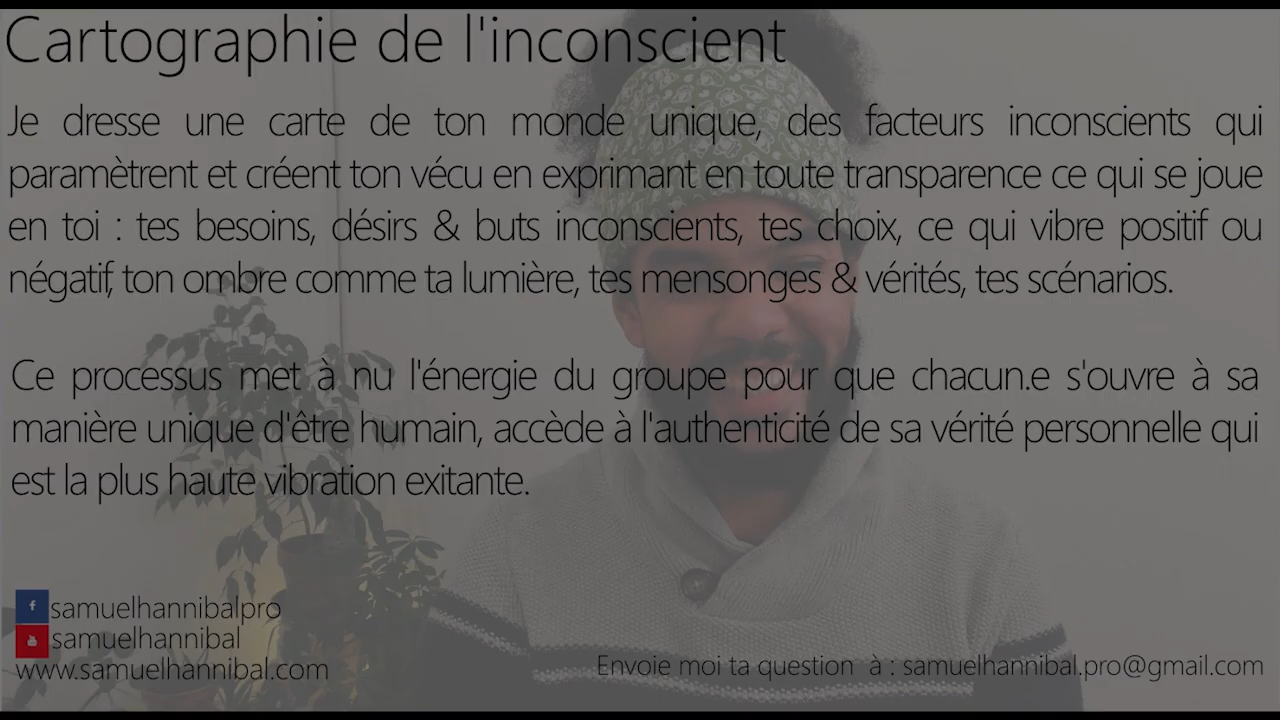 Cartographie de l'inconscient
Je dresse une carte de ton monde unique, des facteurs inconscients qui
paramètrent et créent ton vécu en exprimant en toute transparence ce qui se joue
en toi : tes besoins, désirs & buts inconscients, tes choix, ce qui vibre positif ou
négatif, ton ombre comme ta lumière, tes mensonges & vérités, tes scénarios.
Ce processus met à nu l'énergie du groupe pour que chacun.e s'ouvre à sa
manière unique d'être humain, accède à l'authenticité de sa vérité personnelle qui
est la plus haute vibration exitante.
samuelhannibalpro
samuelhannibal
www.samuelhannibal.com
Envoie moi ta question à : samuelhannibal.pro@gmail.com